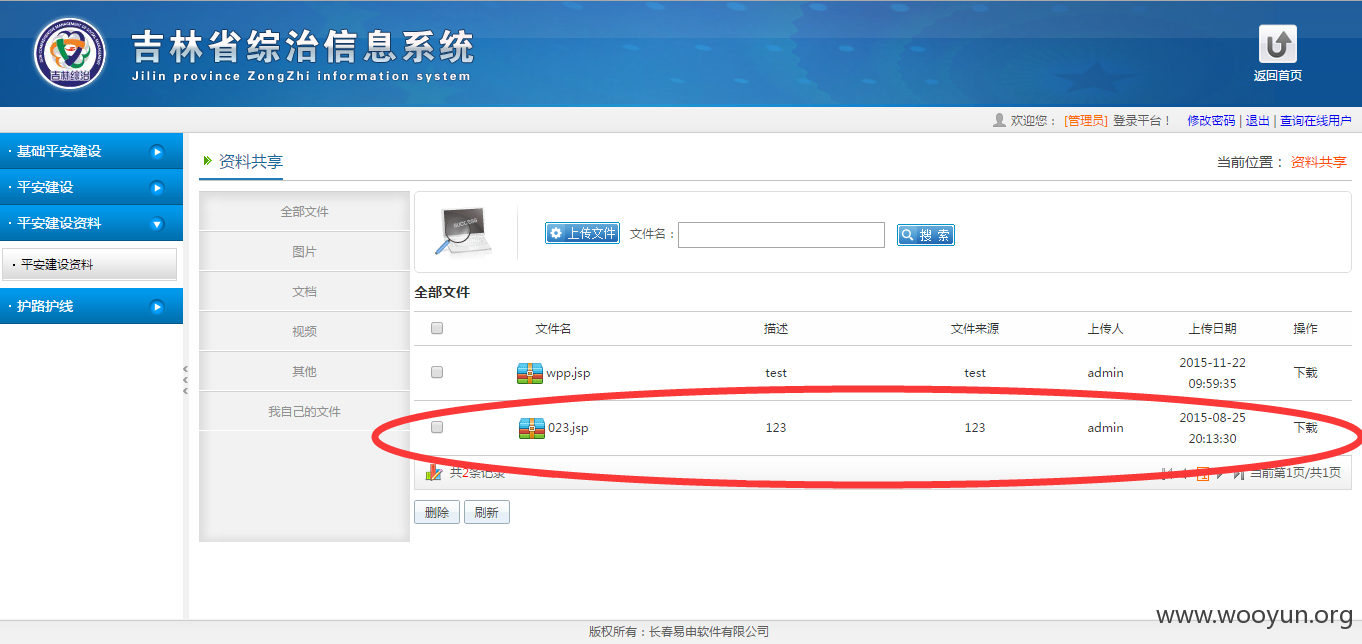 吉林省综治信息系统
Jilin province ZongZhi information system
吉林综治
返回首页
欢迎您： [管理员] 登录平台！ 修改密码 | 退出 | 查询在线用户
· 基础平安建设
· 平安建设
· 平安建设资料
· 平安建设资料
· 护路护线
资料共享
当前位置： 资料共享
全部文件
图片
文档
视频
其他
我自己的文件
SUCCESS
上传文件 文件名： 搜 索
全部文件
文件名 描述 文件来源 上传人 上传日期 操作
wpp.jsp test test admin 2015-11-22 09:59:35 下载
023.jsp 123 123 admin 2015-08-25 20:13:30 下载
共2条记录 1 当前第1页/共1页
删除 刷新
www.wooyun.org
版权所有：长春易申软件有限公司